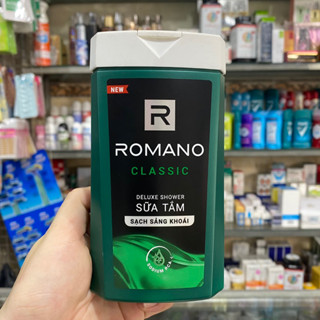 NEW
R
ROMANO
CLASSIC
DELUXE SHOWER
SỮA TẮM
SẠCH SẢNG KHOÁI